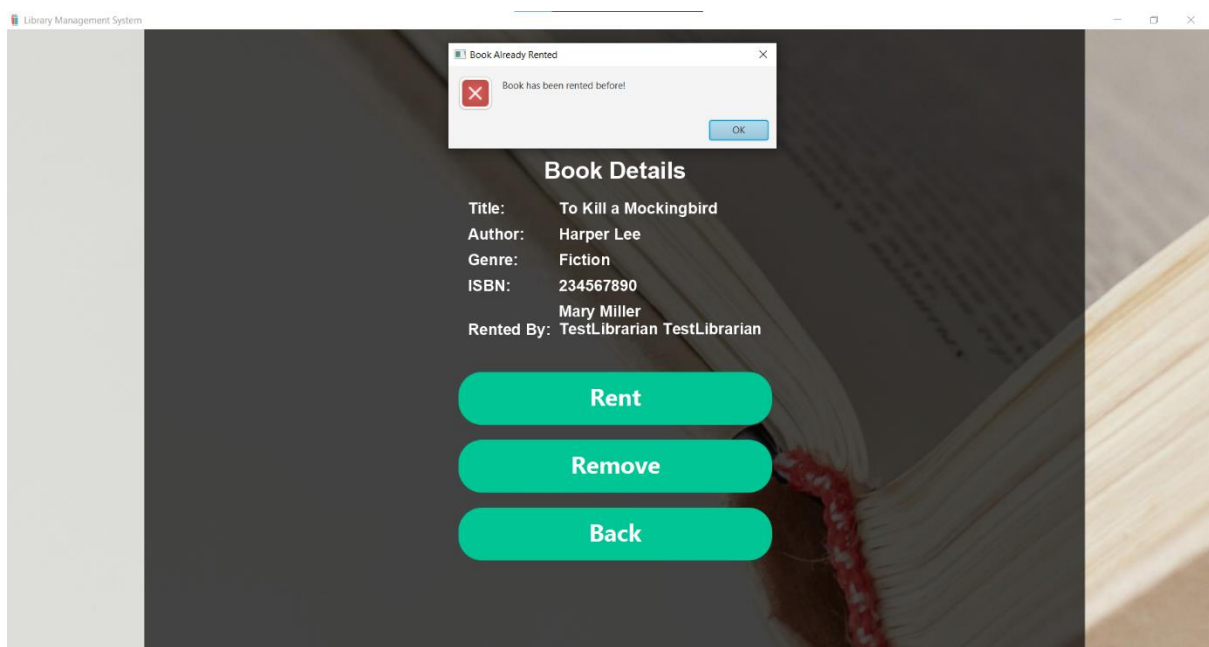 Library Management System
Book Already Rented
Book has been rented before!
OK
Book Details
Title: To Kill a Mockingbird
Author: Harper Lee
Genre: Fiction
ISBN: 234567890
Mary Miller
Rented By: TestLibrarian TestLibrarian
Rent
Remove
Back